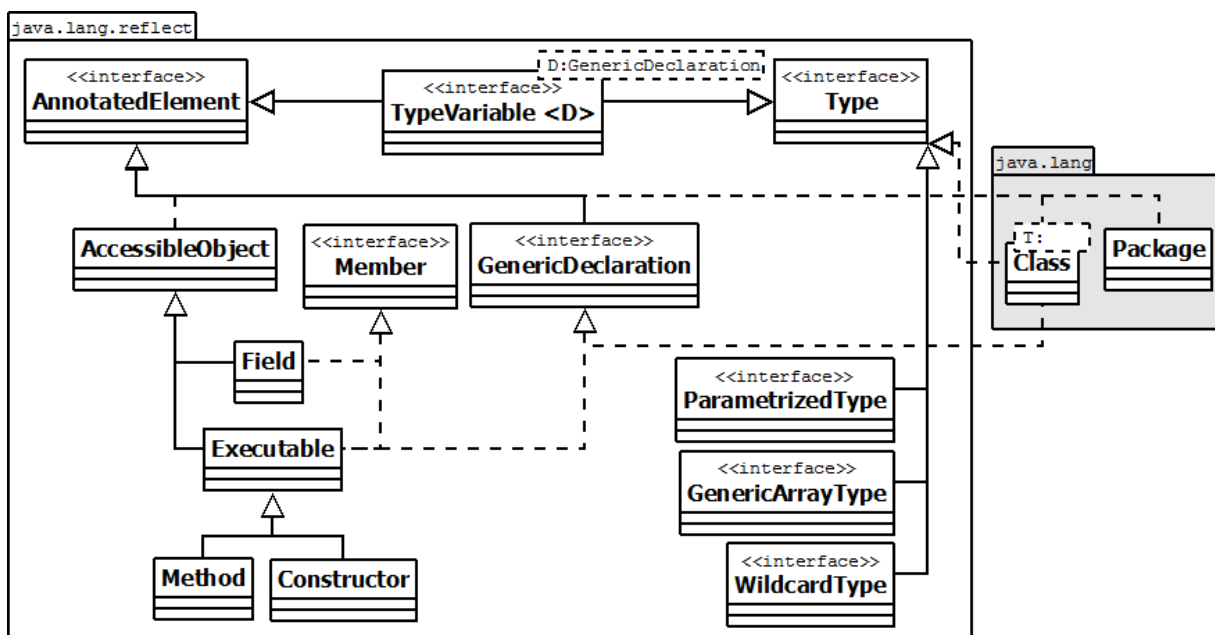 java.lang.reflect
<<interface>>
AnnotatedElement
D:GenericDeclaration
<<interface>>
TypeVariable <D>
<<interface>>
Type
java.lang
AccessibleObject
<<interface>>
Member
<<interface>>
GenericDeclaration
T:
Class
Package
Field
<<interface>>
ParametrizedType
Executable
<<interface>>
GenericArrayType
Method
Constructor
<<interface>>
WildcardType